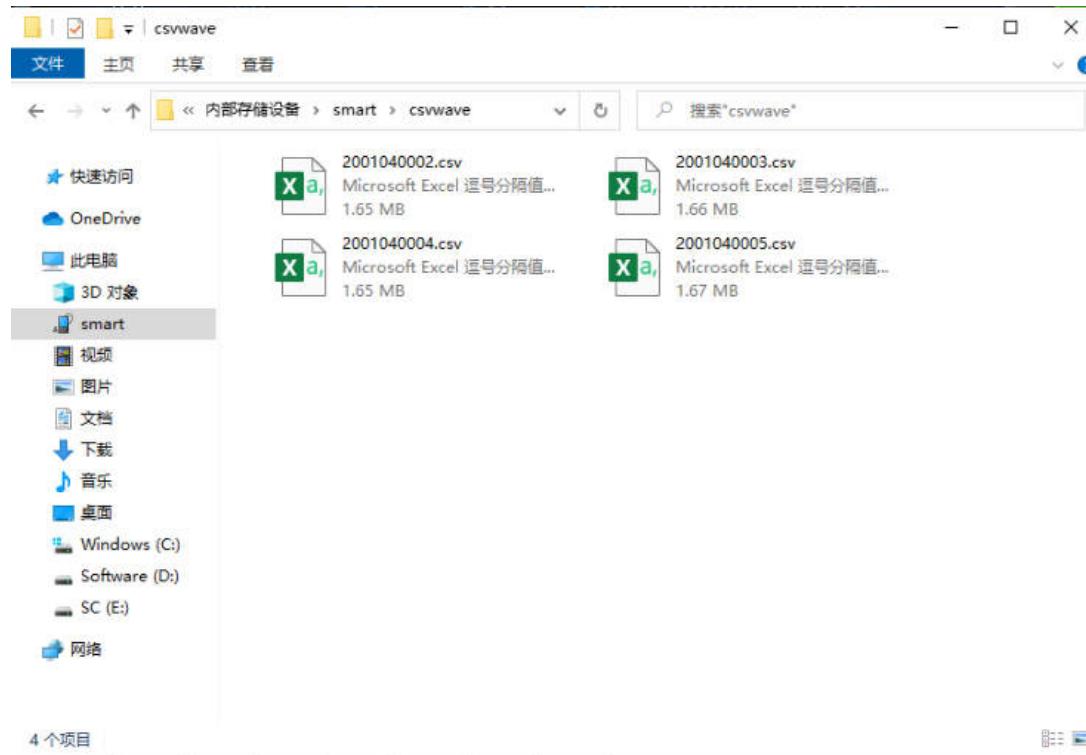 csvwave
文件 主页 共享 查看
« 内部存储设备 › smart › csvwave
搜索"csvwave"
快速访问
OneDrive
此电脑
3D 对象
smart
视频
图片
文档
下载
音乐
桌面
Windows (C:)
Software (D:)
SC (E:)
网络
2001040002.csv
Microsoft Excel 逗号分隔值...
1.65 MB
2001040003.csv
Microsoft Excel 逗号分隔值...
1.66 MB
2001040004.csv
Microsoft Excel 逗号分隔值...
1.65 MB
2001040005.csv
Microsoft Excel 逗号分隔值...
1.67 MB
4 个项目